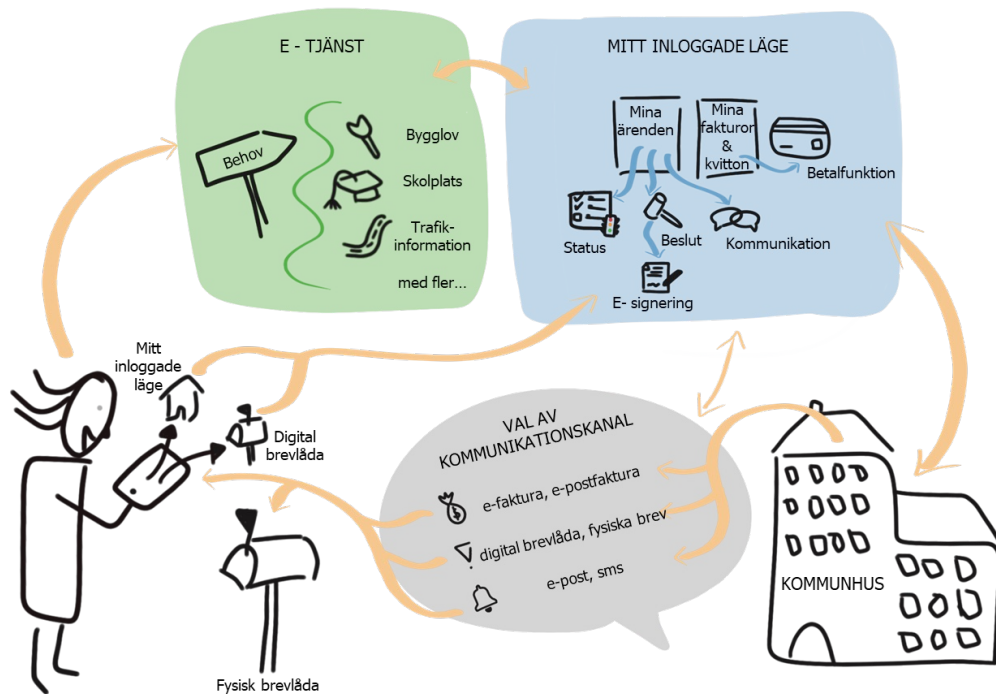 E - TJÄNST
Behov
Bygglov
Skolplats
Trafik-
information
med fler...
MITT INLOGGADE LÄGE
Mina
ärenden
Mina
fakturor
&
kvitton
Betalfunktion
Status
Beslut
Kommunikation
E- signering
Mitt
inloggade
läge
Digital
brevlåda
Fysisk brevlåda
VAL AV
KOMMUNIKATIONSKANAL
e-faktura, e-postfaktura
digital brevlåda, fysiska brev
e-post, sms
KOMMUNHUS